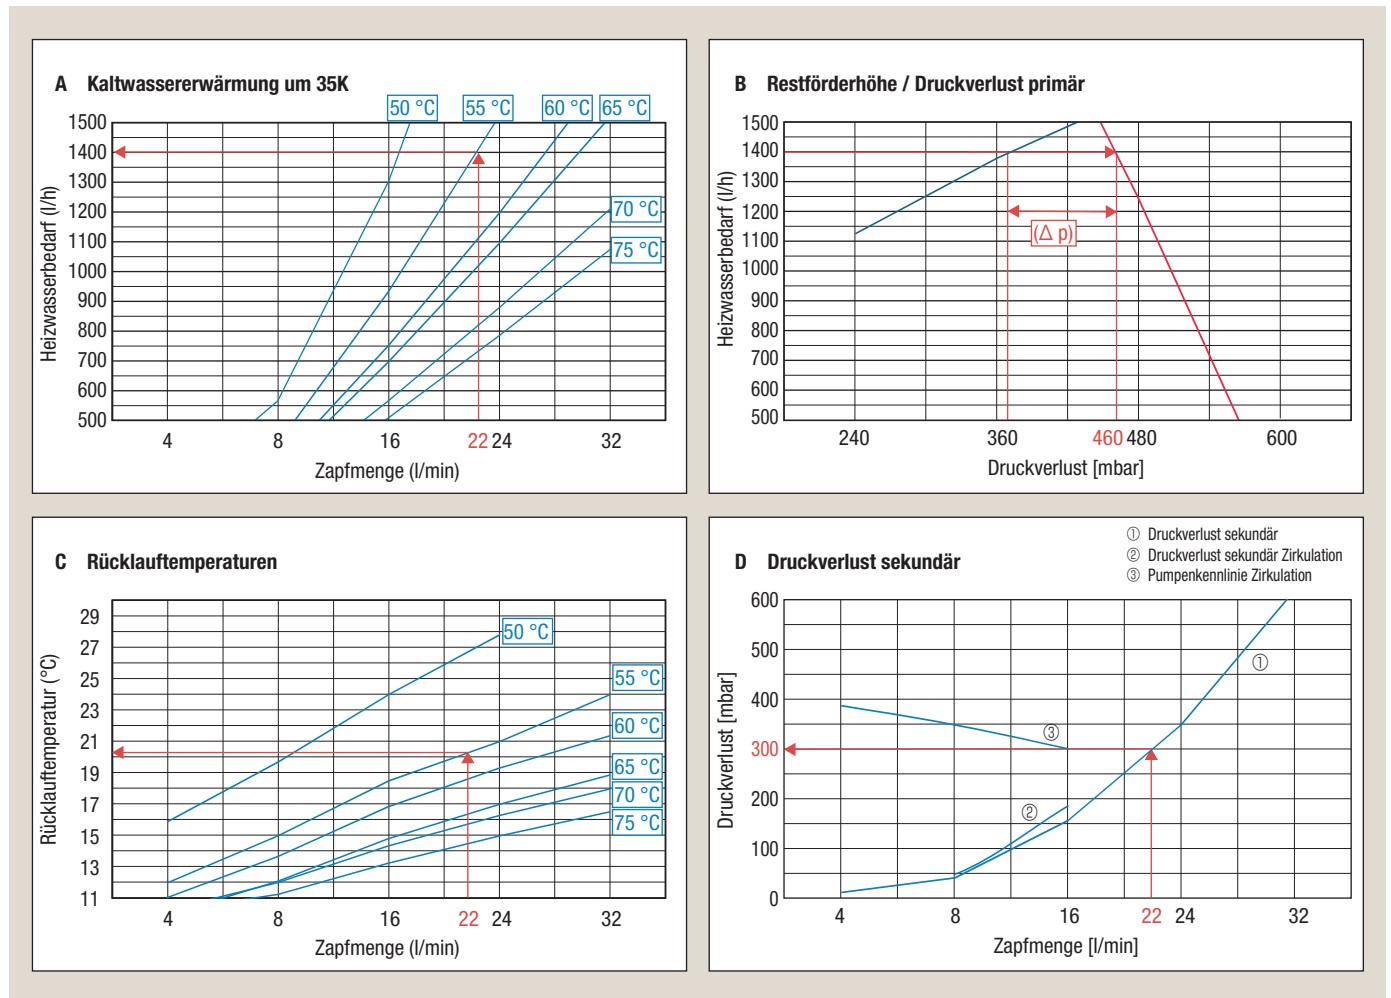 A Kaltwassererwärmung um 35K
50 °C 55 °C 60 °C 65 °C
1500
1400
1300
1200
1100
1000
900
800
700
600
500
70 °C
75 °C
Heizwasserbedarf (l/h)
4 8 16 22 24 32
Zapfmenge (l/min)
B Restförderhöhe / Druckverlust primär
1500
1400
1300
1200
1100
1000
900
800
700
600
500
(Δ p)
Heizwasserbedarf (l/h)
240 360 460 480 600
Druckverlust [mbar]
C Rücklauftemperaturen
29
27
25
23
21
19
17
15
13
11
50 °C
55 °C
60 °C
65 °C
70 °C
75 °C
Rücklauftemperatur (°C)
4 8 16 22 24 32
Zapfmenge (l/min)
D Druckverlust sekundär
① Druckverlust sekundär
② Druckverlust sekundär Zirkulation
③ Pumpenkennlinie Zirkulation
600
500
400
300
200
100
0
①
③
②
Druckverlust [mbar]
4 8 16 22 24 32
Zapfmenge [l/min]